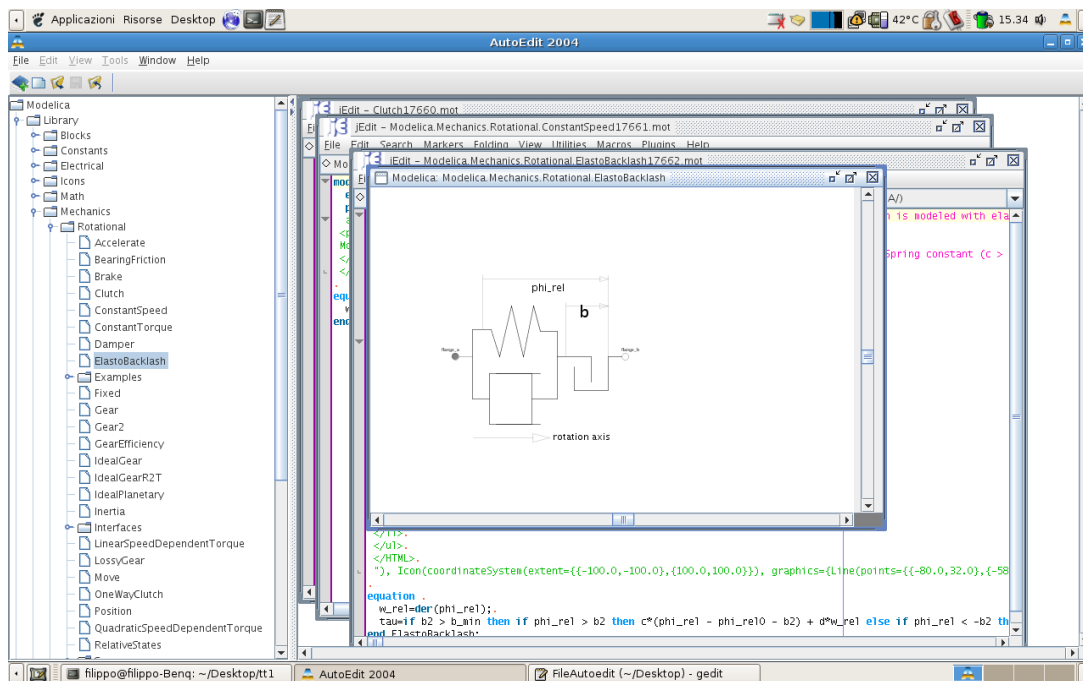 Applicazioni Risorse Desktop 42°C 15.34
AutoEdit 2004
File Edit View Tools Window Help
Modelica
Library
Blocks
Constants
Electrical
Icons
Math
Mechanics
Rotational
Accelerate
BearingFriction
Brake
Clutch
ConstantSpeed
ConstantTorque
Damper
ElastoBacklash
Examples
Fixed
Gear
Gear2
GearEfficiency
IdealGear
IdealGearR2T
IdealPlanetary
Inertia
Interfaces
LinearSpeedDependentTorque
LossyGear
Move
OneWayClutch
Position
QuadraticSpeedDependentTorque
RelativeStates
jEdit – Clutch17660.mot
jEdit – Modelica.Mechanics.Rotational.ConstantSpeed17661.mot
File Edit Search Markers Folding View Utilities Macros Plugins Help
jEdit – Modelica.Mechanics.Rotational.ElastoBacklash17662.mot
Modelica: Modelica.Mechanics.Rotational.ElastoBacklash
A/)
is modeled with ela
Spring constant (c >
phi_rel
b
flange_a
flange_b
rotation axis
</ul>.
</HTML>.
"), Icon(coordinateSystem(extent={{-100.0,-100.0},{100.0,100.0}}), graphics={Line(points={{-80.0,32.0},{-58
.
equation .
w_rel=der(phi_rel);.
tau=if b2 > b_min then if phi_rel > b2 then c*(phi_rel - phi_rel0 - b2) + d*w_rel else if phi_rel < -b2 th
end ElastoBacklash;
filippo@filippo-Benq: ~/Desktop/tt1
AutoEdit 2004
FileAutoedit (~/Desktop) - gedit